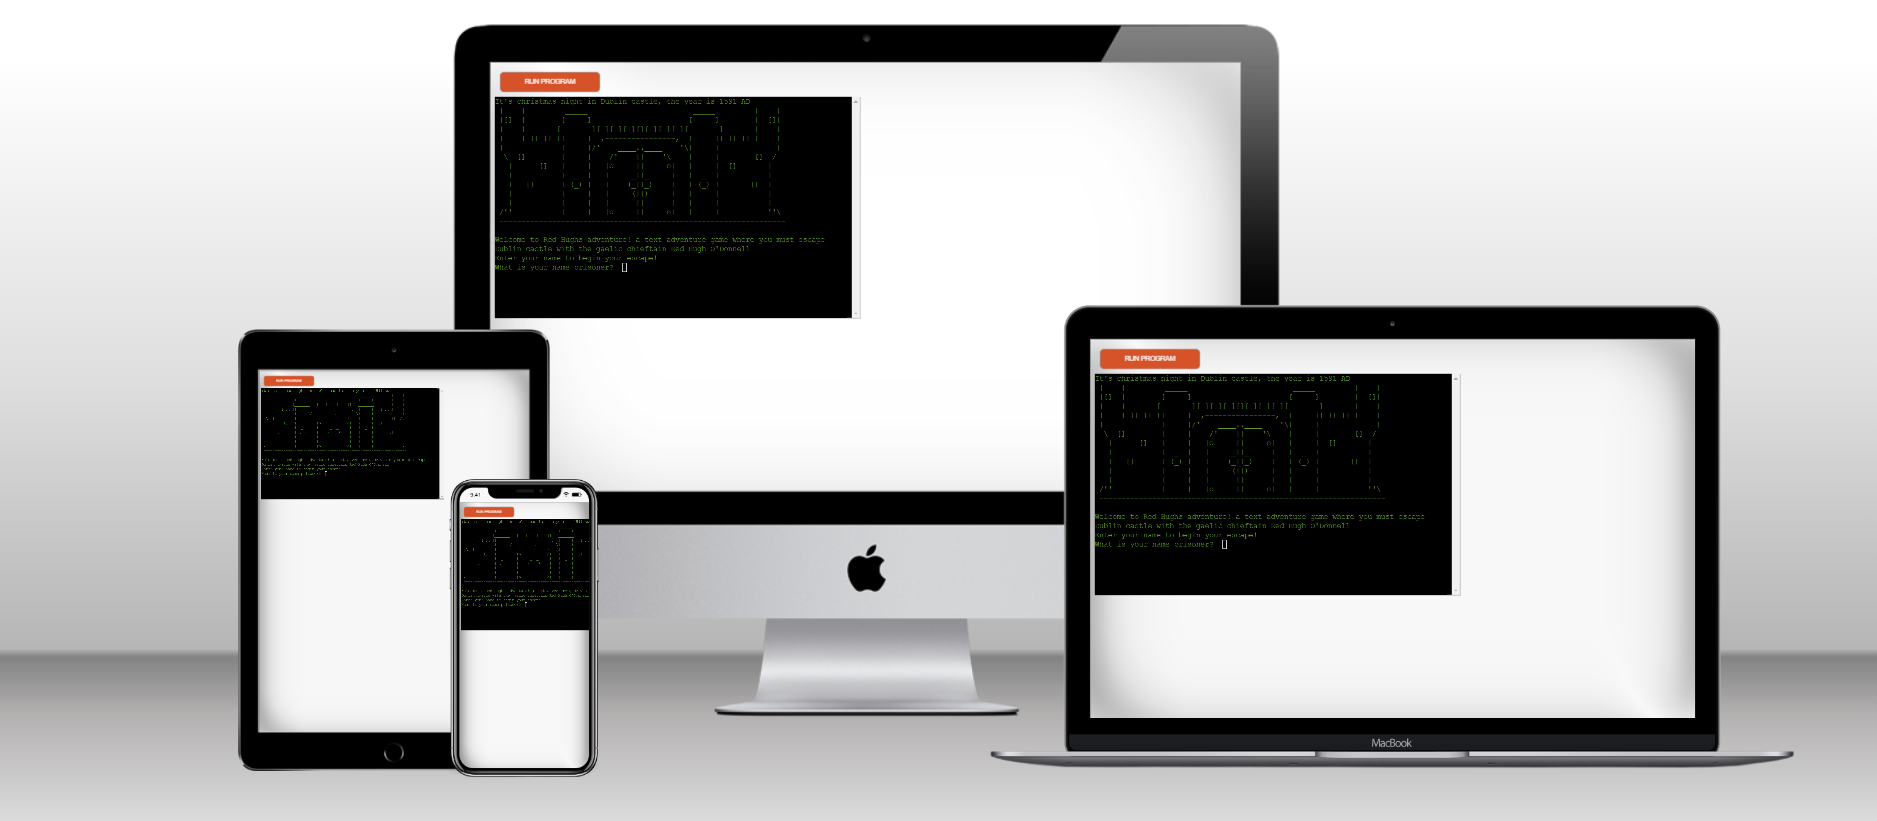 RUN PROGRAM
It's christmas night in Dublin castle, the year is 1591 AD
Welcome to Red Hughs adventure! a text adventure game where you must escape
Dublin castle with the gaelic chieftain Red Hugh O'Donnell
Enter your name to begin your escape!
What is your name prisoner?
RUN PROGRAM
RUN PROGRAM
9:41
RUN PROGRAM
It's christmas night in Dublin castle, the year is 1591 AD
Welcome to Red Hughs adventure! a text adventure game where you must escape
Dublin castle with the gaelic chieftain Red Hugh O'Donnell
Enter your name to begin your escape!
What is your name prisoner?
MacBook